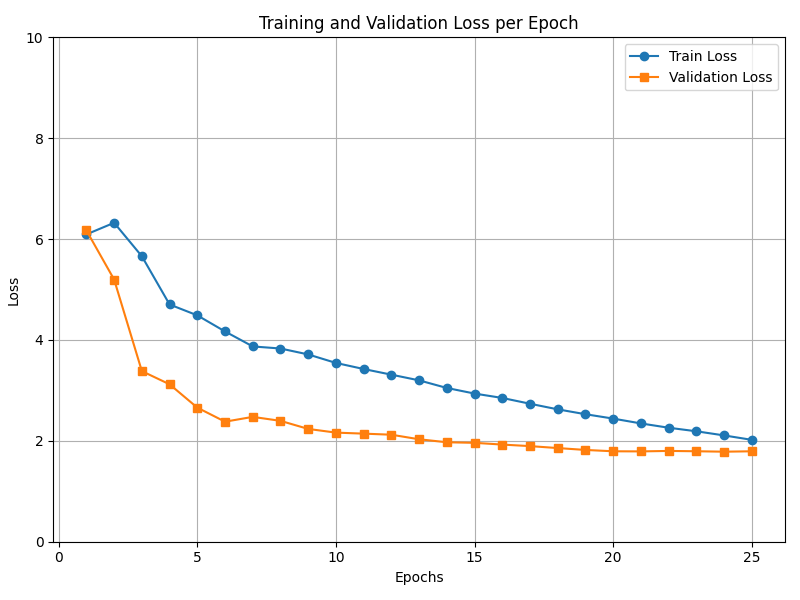 Training and Validation Loss per Epoch
Train Loss
Validation Loss
Loss
10
8
6
4
2
0
0 5 10 15 20 25
Epochs